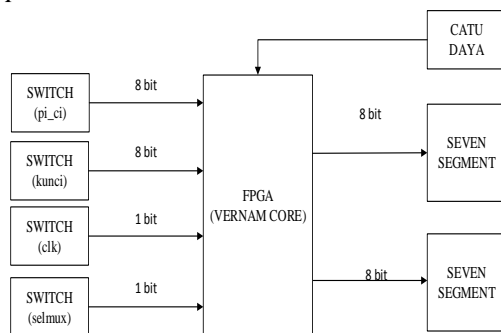 CATU
DAYA
SWITCH
(pi_ci)
8 bit
8 bit
SEVEN
SEGMENT
SWITCH
(kunci)
8 bit
FPGA
(VERNAM CORE)
SWITCH
(clk)
1 bit
SWITCH
(selmux)
1 bit
8 bit
SEVEN
SEGMENT